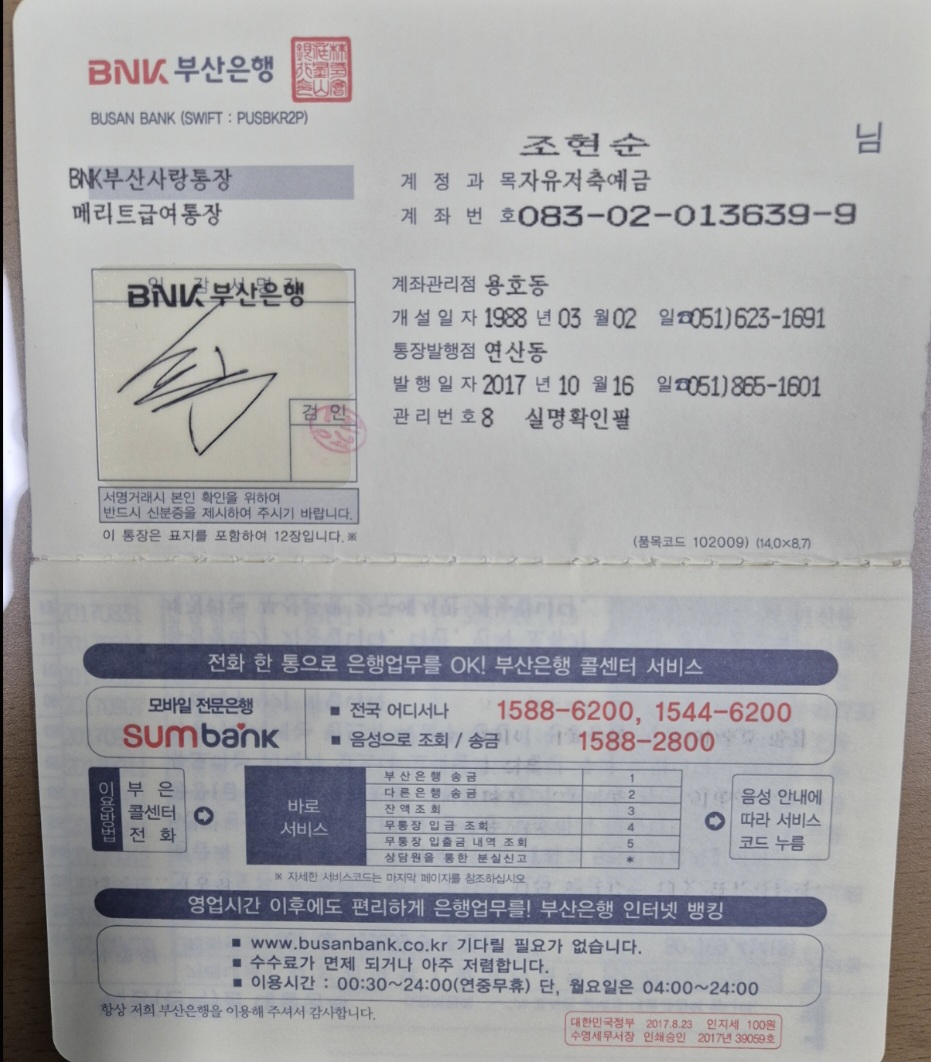 BNK 부산은행
BUSAN BANK (SWIFT : PUSBKR2P)
조현순 님
BNK부산사랑통장
메리트급여통장
계 정 과 목 자유저축예금
계 좌 번 호 083-02-013639-9
BNK 부산은행
검 인
서명거래시 본인 확인을 위하여
반드시 신분증을 제시하여 주시기 바랍니다.
이 통장은 표지를 포함하여 12장입니다.※
계좌관리점 용호동
개 설 일 자 1988 년 03 월 02 일 ☎051)623-1691
통장발행점 연산동
발 행 일 자 2017 년 10 월 16 일 ☎051)865-1601
관 리 번 호 8 실명확인필
(품목코드 102009) (14.0×8.7)
전화 한 통으로 은행업무를 OK! 부산은행 콜센터 서비스
모바일 전문은행
sumbank
■ 전국 어디서나 1588-6200, 1544-6200
■ 음성으로 조회 / 송금 1588-2800
이용방법
부 은
콜센터
전 화
바로
서비스
부산은행 송금 1
다른은행 송금 2
잔액조회 3
무통장 입금 조회 4
무통장 입출금 내역 조회 5
상담원을 통한 분실신고 *
음성 안내에
따라 서비스
코드 누름
※ 자세한 서비스코드는 마지막 페이지를 참조하십시오
영업시간 이후에도 편리하게 은행업무를! 부산은행 인터넷 뱅킹
■ www.busanbank.co.kr 기다릴 필요가 없습니다.
■ 수수료가 면제 되거나 아주 저렴합니다.
■ 이용시간 : 00:30~24:00(연중무휴) 단, 월요일은 04:00~24:00
항상 저희 부산은행을 이용해 주셔서 감사합니다.
대한민국정부 2017.8.23 인지세 100원
수영세무서장 인쇄승인 2017년 39059호